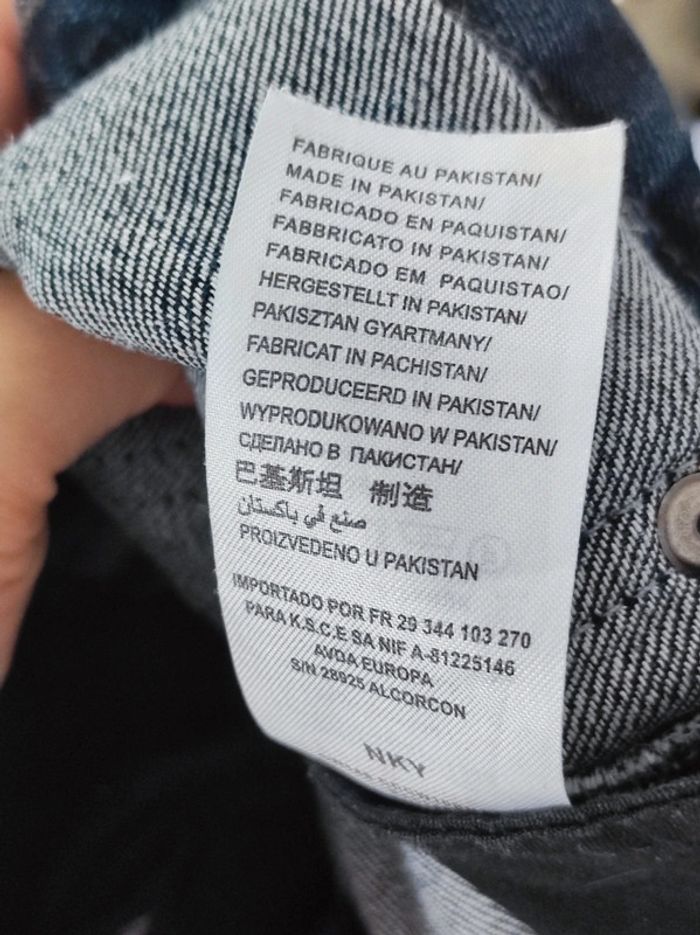 FABRIQUE AU PAKISTAN/
MADE IN PAKISTAN/
FABRICADO EN PAQUISTAN/
FABBRICATO IN PAKISTAN/
FABRICADO EM PAQUISTAO/
HERGESTELLT IN PAKISTAN/
PAKISZTAN GYARTMANY/
FABRICAT IN PACHISTAN/
GEPRODUCEERD IN PAKISTAN/
WYPRODUKOWANO W PAKISTAN/
СДЕЛАНО В ПАКИСТАН/
巴基斯坦 制造
صنع في باكستان
PROIZVEDENO U PAKISTAN
IMPORTADO POR FR 29 344 103 270
PARA K.S.C.E SA NIF A-81225146
AVDA EUROPA
S/N 28925 ALCORCON
NKY